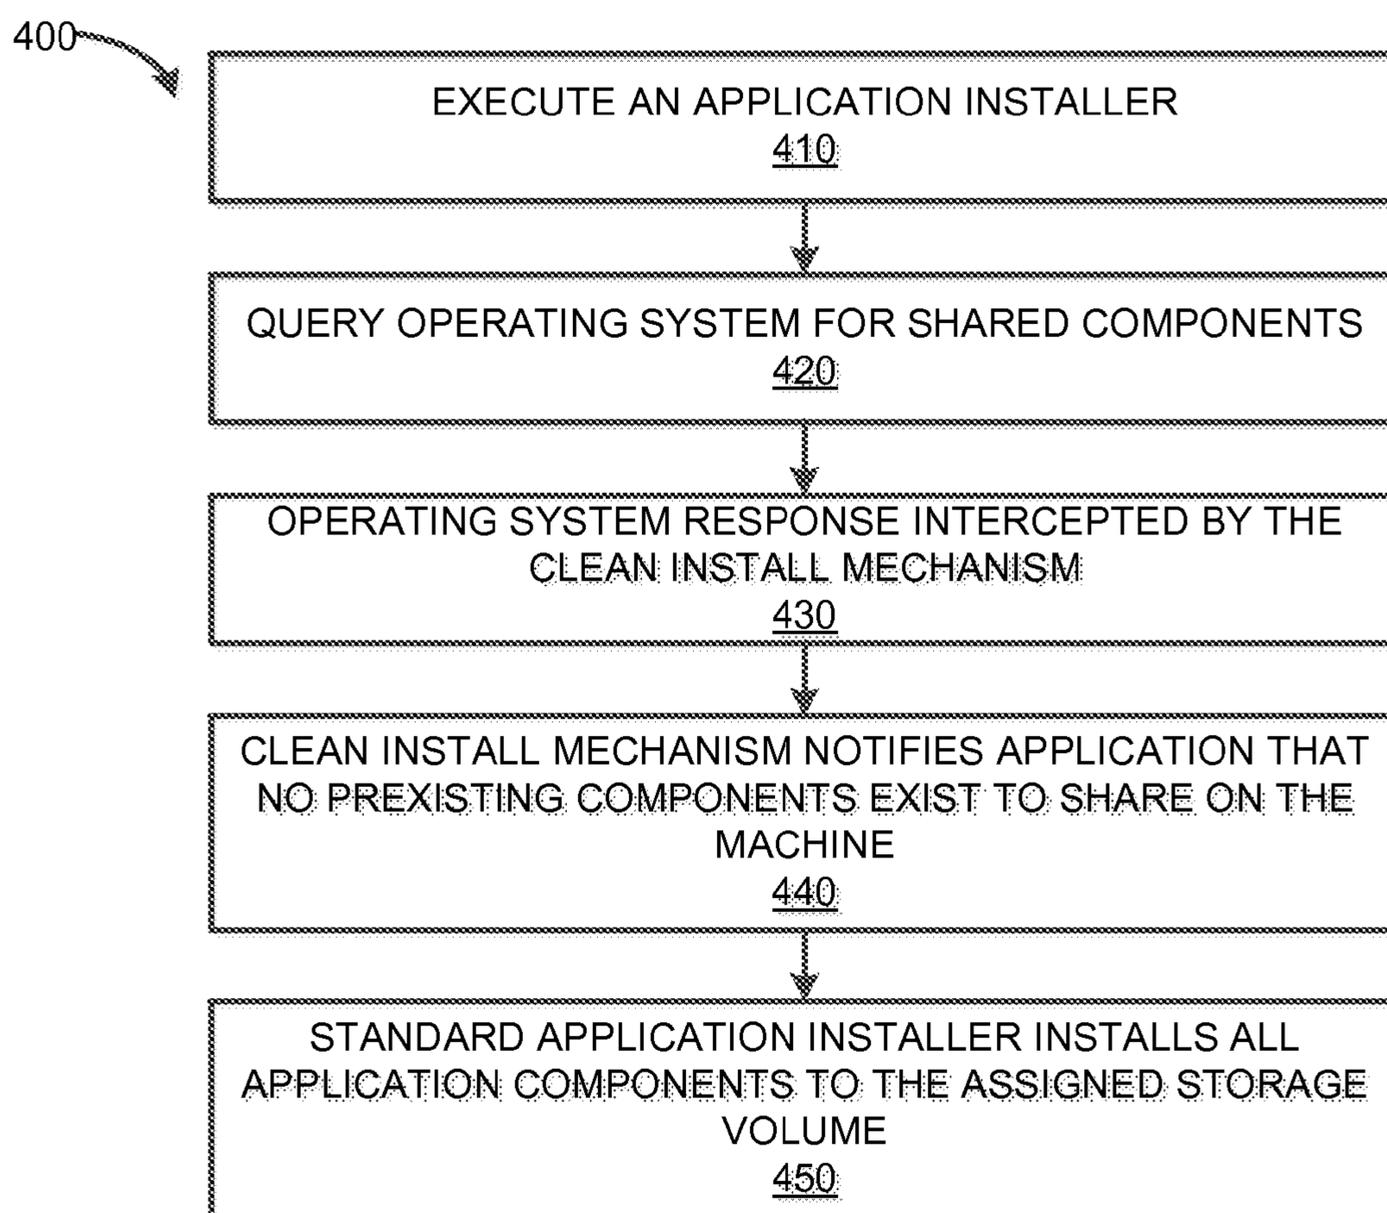 400
EXECUTE AN APPLICATION INSTALLER
410
QUERY OPERATING SYSTEM FOR SHARED COMPONENTS
420
OPERATING SYSTEM RESPONSE INTERCEPTED BY THE
CLEAN INSTALL MECHANISM
430
CLEAN INSTALL MECHANISM NOTIFIES APPLICATION THAT
NO PREXISTING COMPONENTS EXIST TO SHARE ON THE
MACHINE
440
STANDARD APPLICATION INSTALLER INSTALLS ALL
APPLICATION COMPONENTS TO THE ASSIGNED STORAGE
VOLUME
450